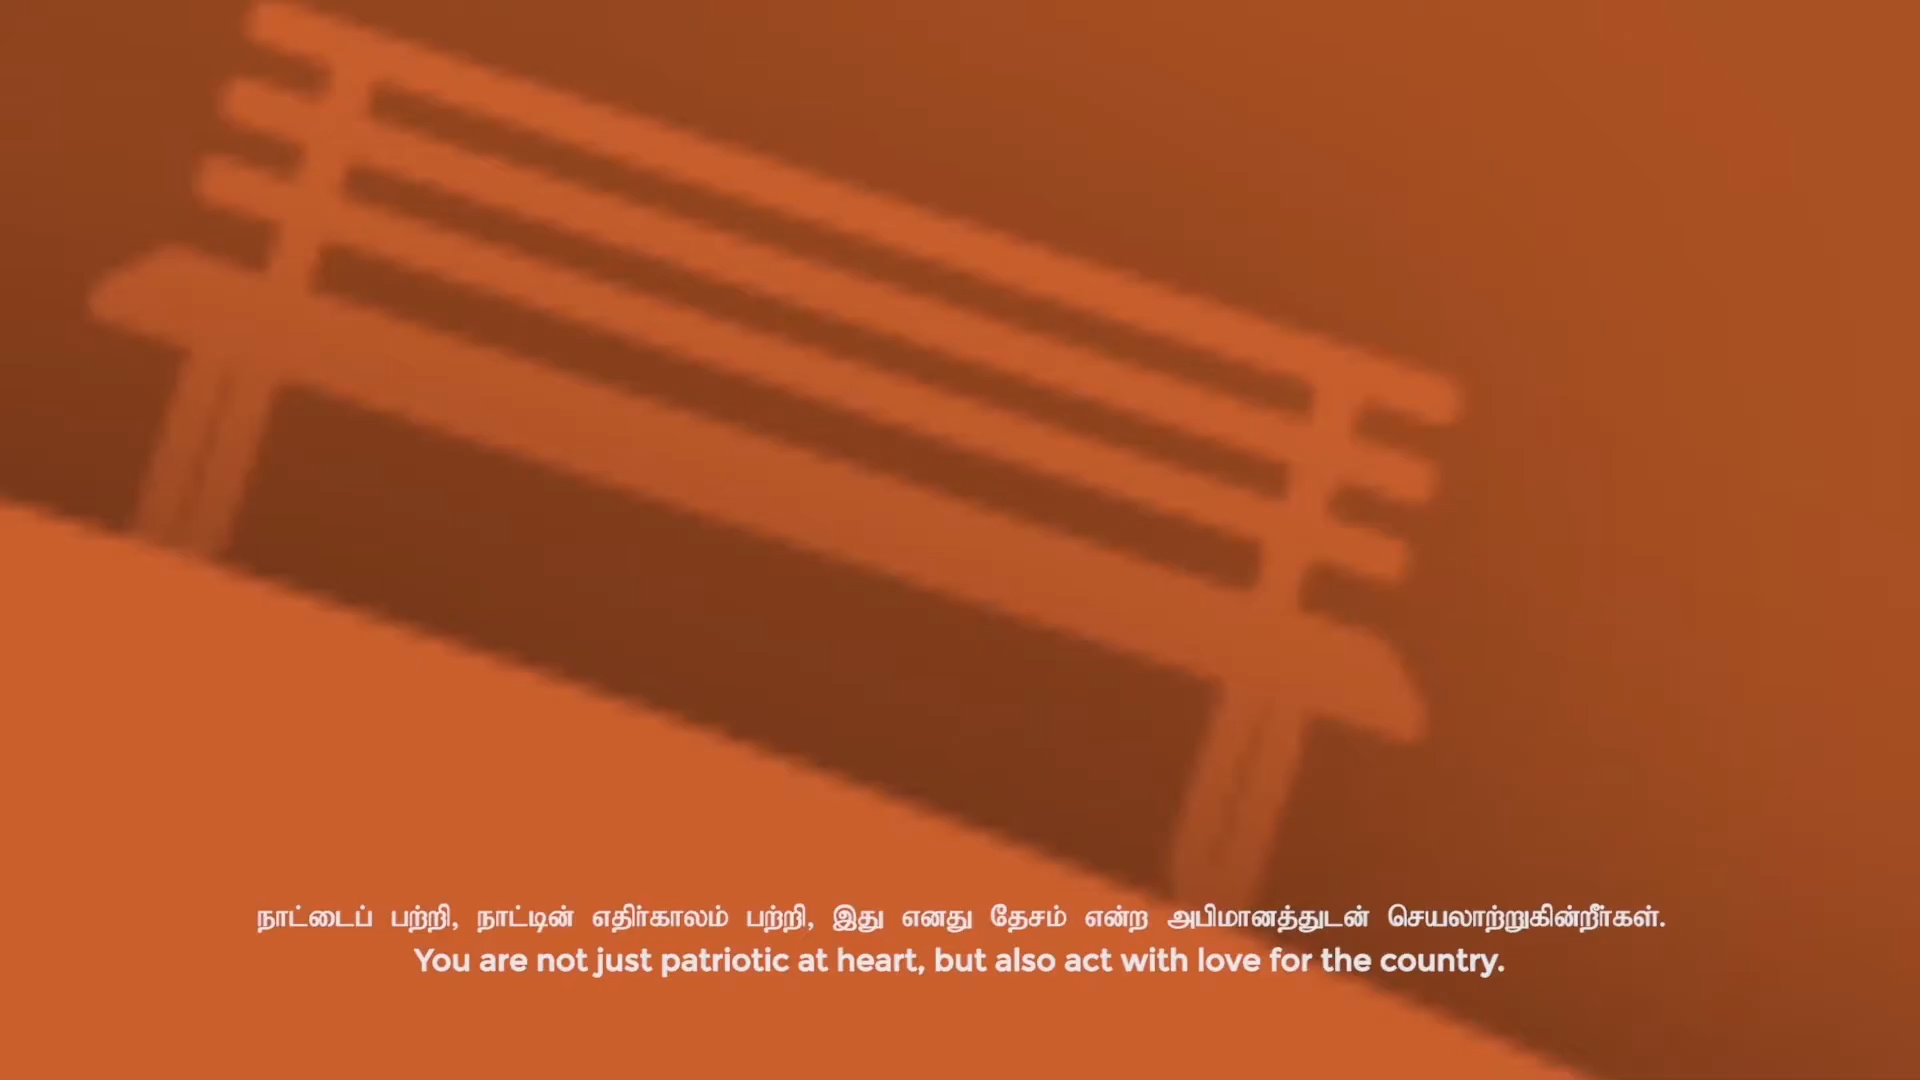 நாட்டைப் பற்றி, நாட்டின் எதிர்காலம் பற்றி, இது எனது தேசம் என்ற அபிமானத்துடன் செயலாற்றுகின்றீர்கள்.
You are not just patriotic at heart, but also act with love for the country.